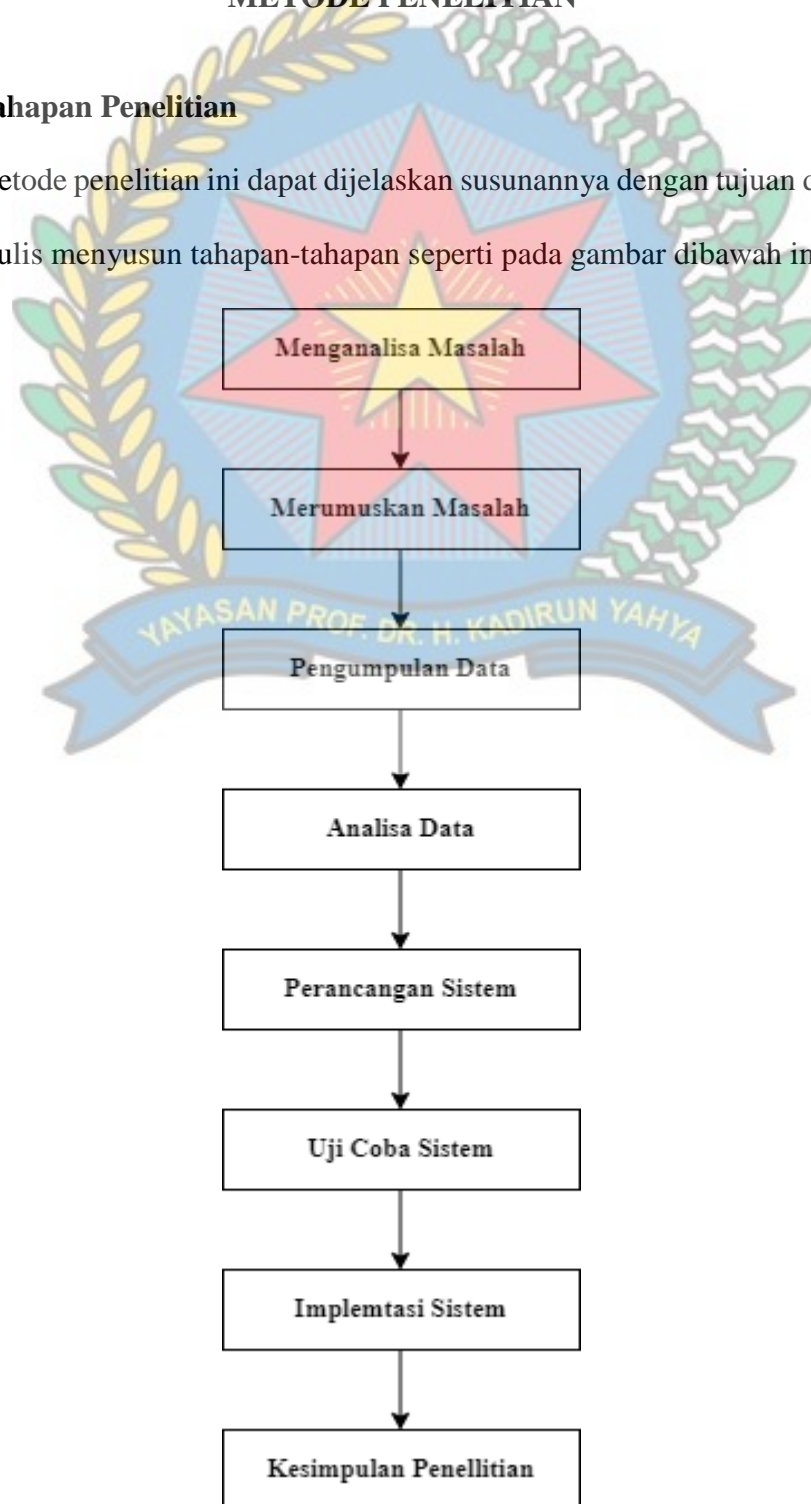 METODE PENELITIAN
ahapan Penelitian
etode penelitian ini dapat dijelaskan susunannya dengan tujuan d
ulis menyusun tahapan-tahapan seperti pada gambar dibawah in
Menganalisa Masalah
Merumuskan Masalah
YAYASAN PROF. DR. H. KADIRUN YAHYA
Pengumpulan Data
Analisa Data
Perancangan Sistem
Uji Coba Sistem
Implemtasi Sistem
Kesimpulan Penellitian